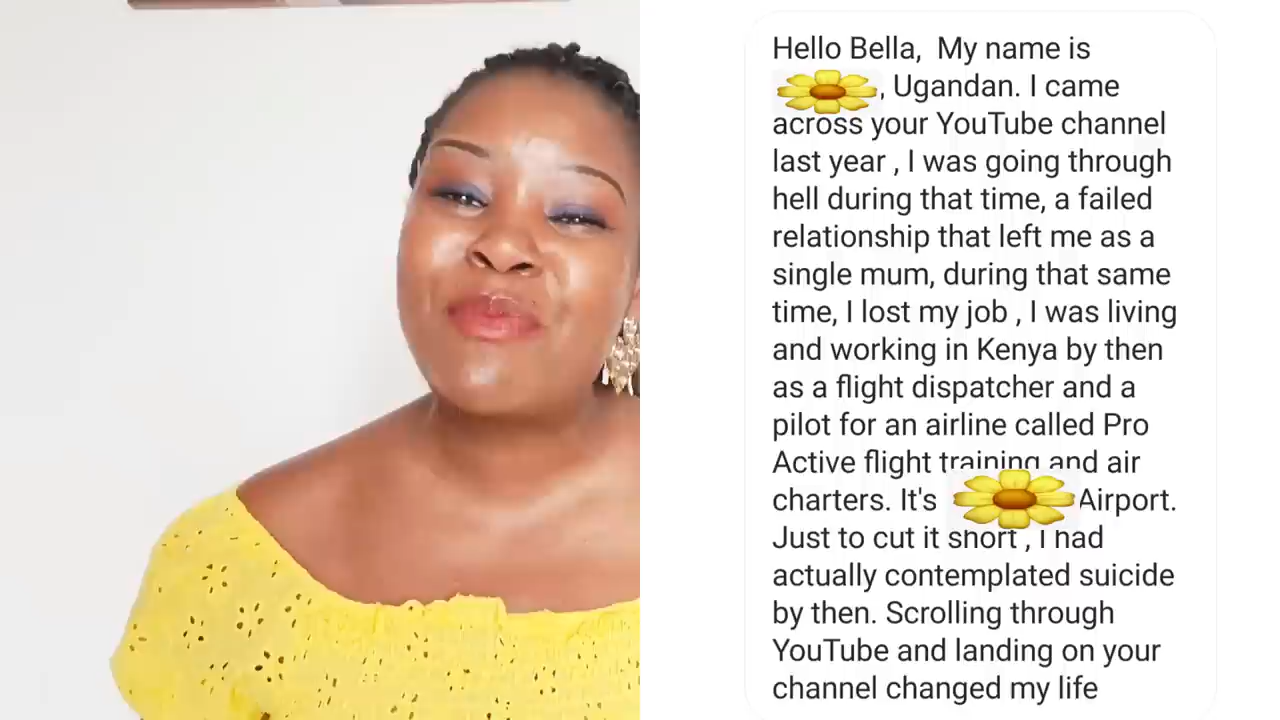 Hello Bella,  My name is
, Ugandan. I came
across your YouTube channel
last year , I was going through
hell during that time, a failed
relationship that left me as a
single mum, during that same
time, I lost my job , I was living
and working in Kenya by then
as a flight dispatcher and a
pilot for an airline called Pro
Active flight training and air
charters. It's Airport.
Just to cut it short , I had
actually contemplated suicide
by then. Scrolling through
YouTube and landing on your
channel changed my life